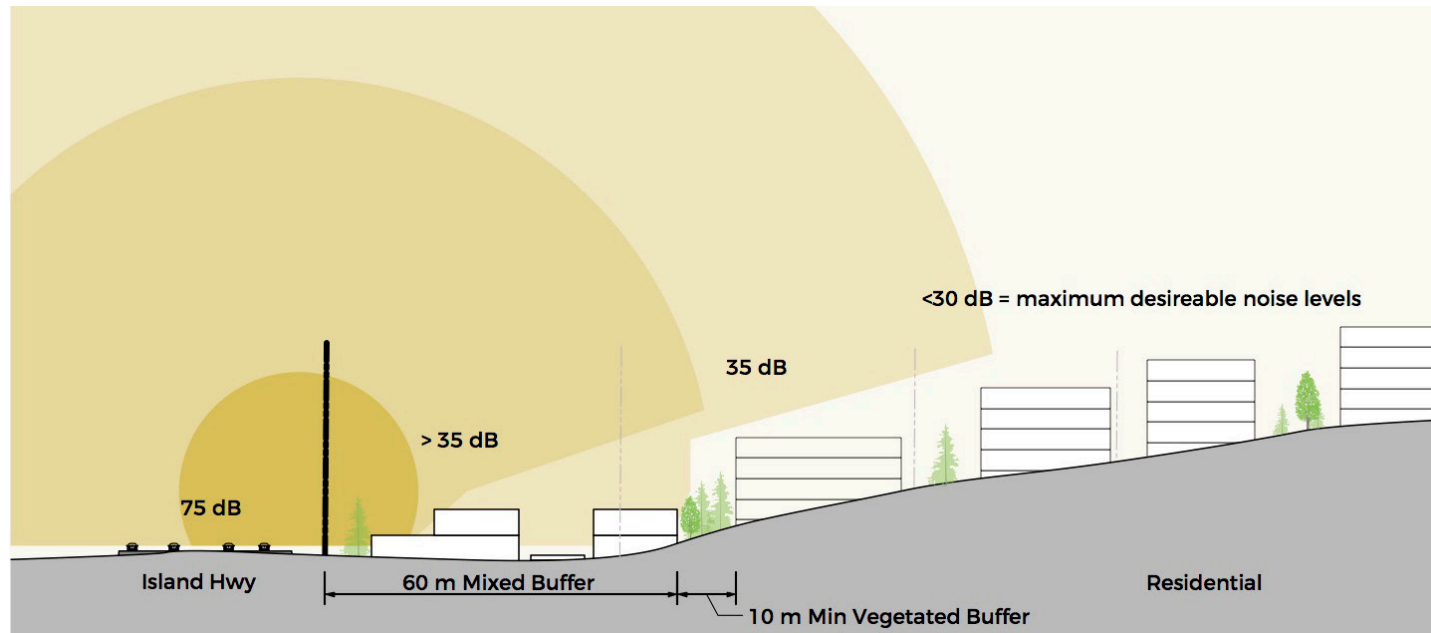 <30 dB = maximum desireable noise levels
35 dB
> 35 dB
75 dB
Island Hwy
60 m Mixed Buffer
Residential
10 m Min Vegetated Buffer